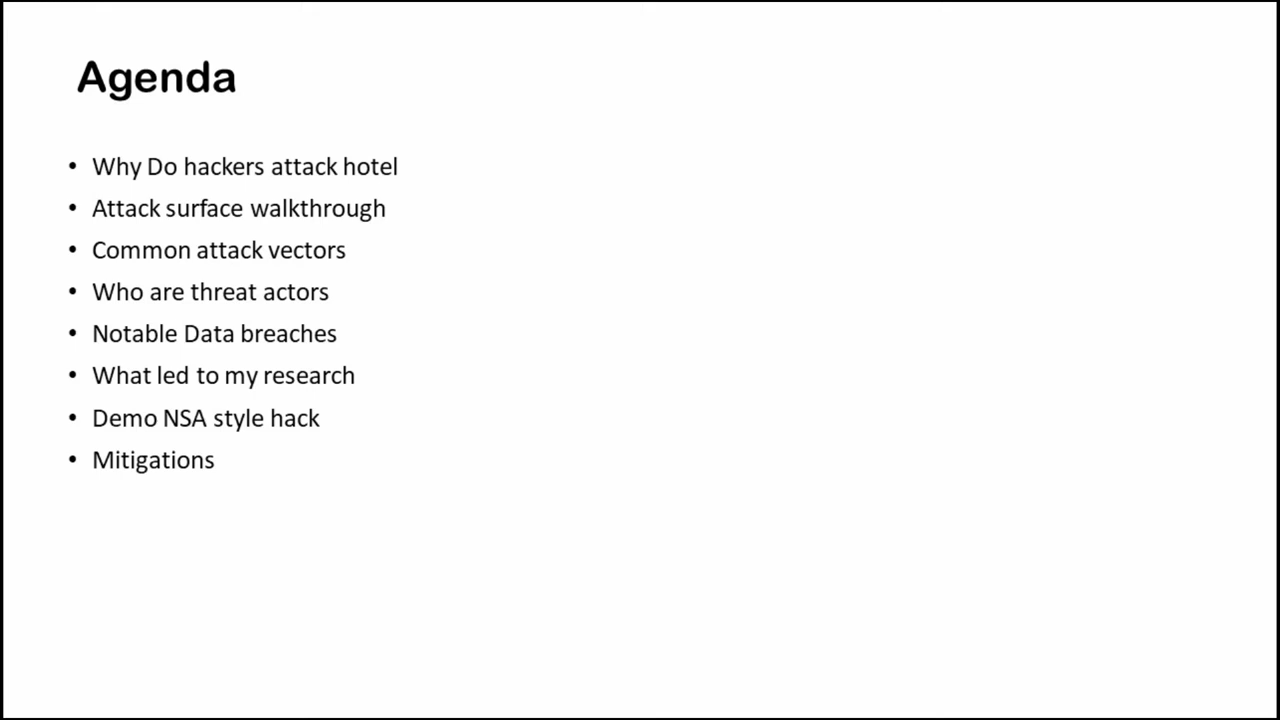 Agenda
• Why Do hackers attack hotel
• Attack surface walkthrough
• Common attack vectors
• Who are threat actors
• Notable Data breaches
• What led to my research
• Demo NSA style hack
• Mitigations